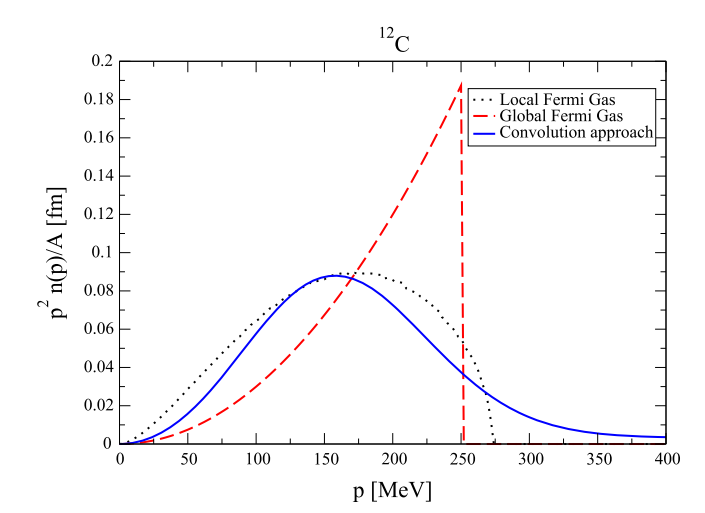 ¹²C
0.2
0.18
0.16
0.14
0.12
0.1
0.08
0.06
0.04
0.02
0
p² n(p)/A [fm]
Local Fermi Gas
Global Fermi Gas
Convolution approach
0 50 100 150 200 250 300 350 400
p [MeV]